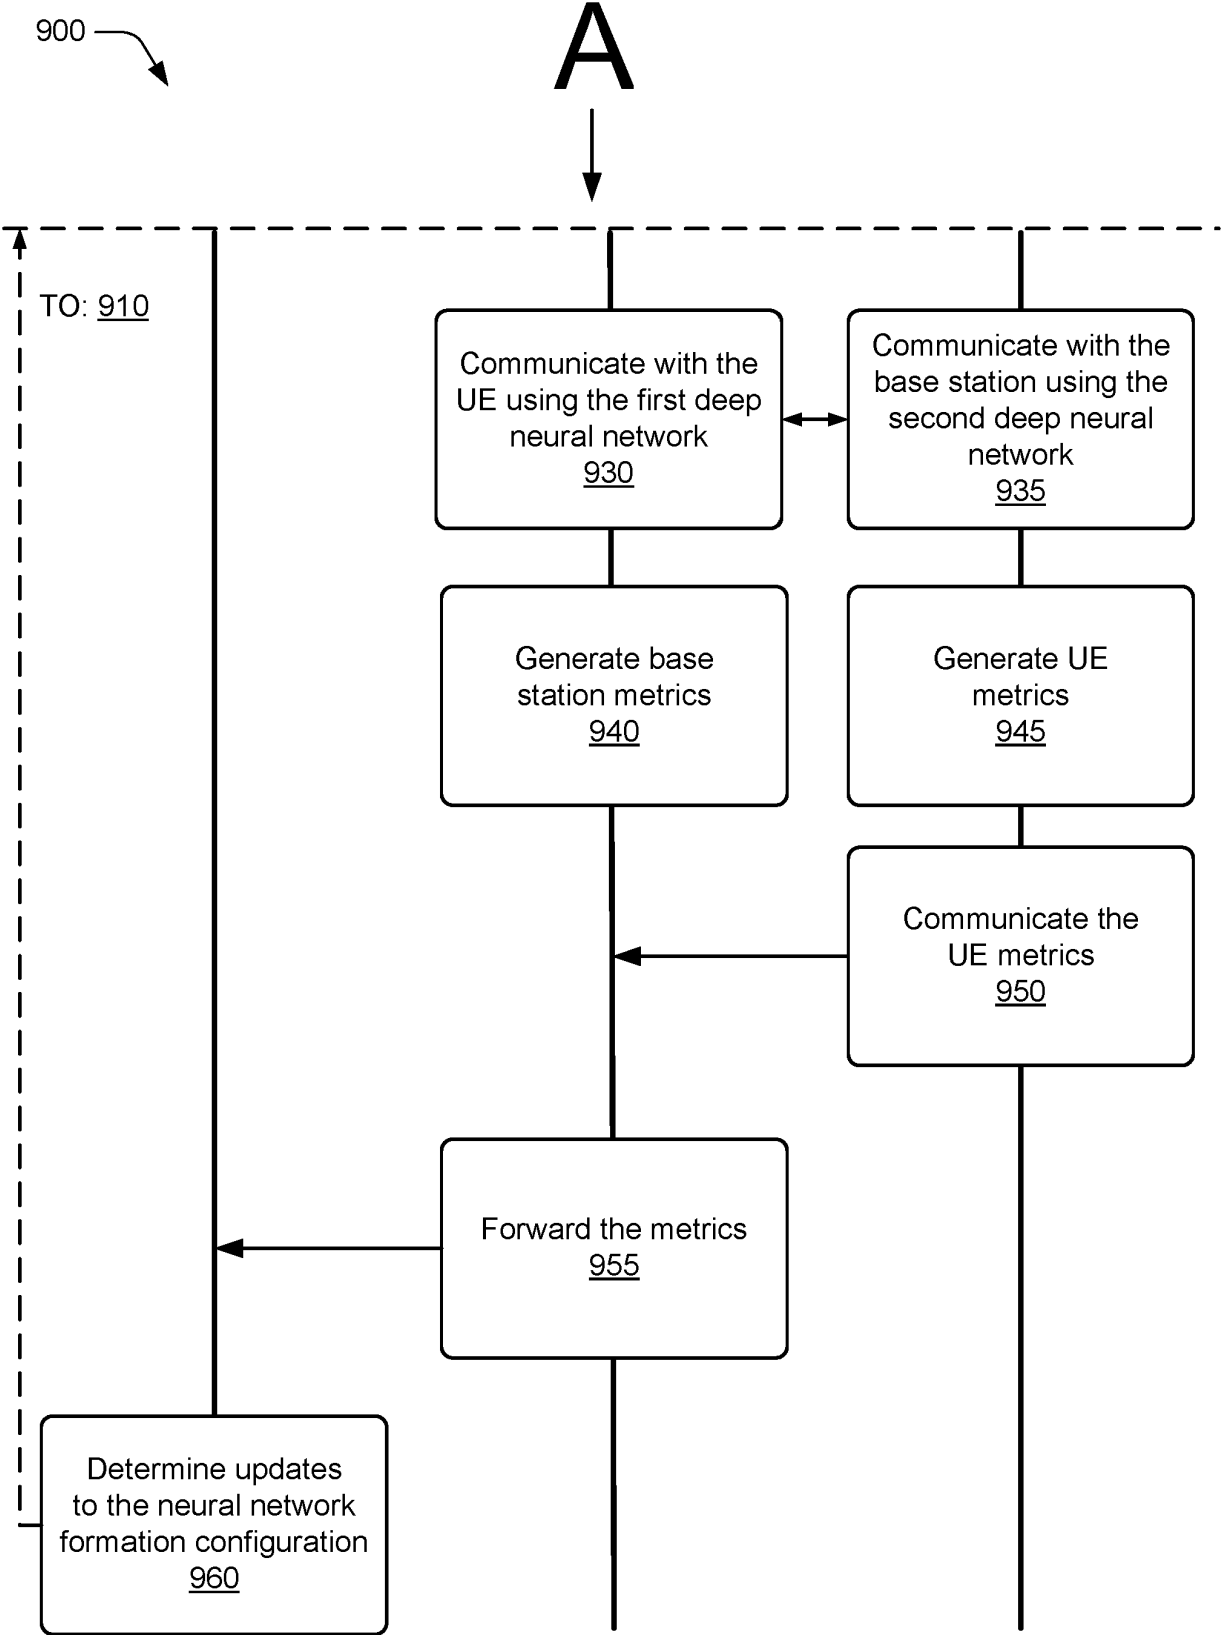 900
A
TO: 910
Communicate with the
UE using the first deep
neural network
930
Communicate with the
base station using the
second deep neural
network
935
Generate base
station metrics
940
Generate UE
metrics
945
Communicate the
UE metrics
950
Forward the metrics
955
Determine updates
to the neural network
formation configuration
960